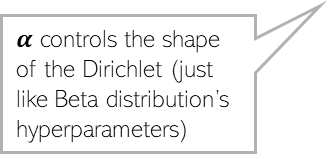 𝜶 controls the shape
of the Dirichlet (just
like Beta distribution's
hyperparameters)